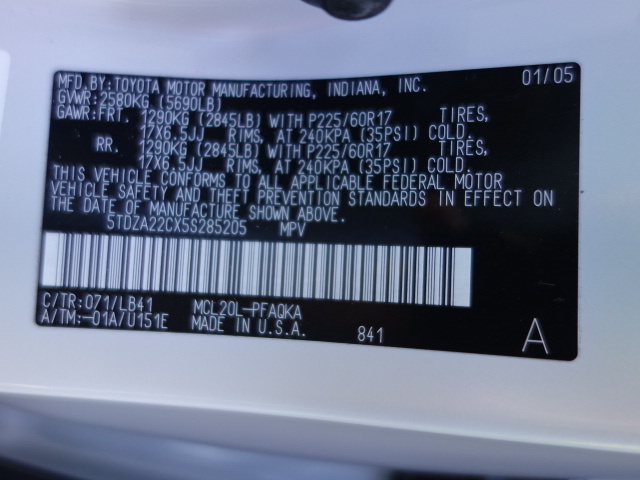 MFD.BY:TOYOTA MOTOR MANUFACTURING, INDIANA, INC. 01/05
GVWR:2580KG (5690LB)
GAWR:FRT. 1290KG (2845LB) WITH P225/60R17 TIRES,
17X6.5JJ RIMS, AT 240KPA (35PSI) COLD.
RR. 1290KG (2845LB) WITH P225/60R17 TIRES,
17X6.5JJ RIMS, AT 240KPA (35PSI) COLD.
THIS VEHICLE CONFORMS TO ALL APPLICABLE FEDERAL MOTOR
VEHICLE SAFETY AND THEFT PREVENTION STANDARDS IN EFFECT ON
THE DATE OF MANUFACTURE SHOWN ABOVE.
5TDZA22CX5S285205 MPV
C/TR:071/LB41 MCL20L-PFAQKA
A/TM:-01A/U151E MADE IN U.S.A. 841 A